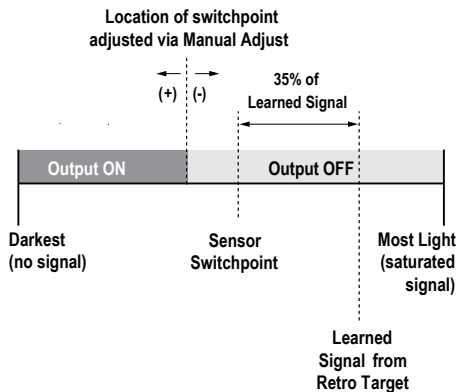 Location of switchpoint
adjusted via Manual Adjust
35% of
Learned Signal
(+) (-)
Output ON
Output OFF
Darkest
(no signal)
Sensor
Switchpoint
Most Light
(saturated
signal)
Learned
Signal from
Retro Target